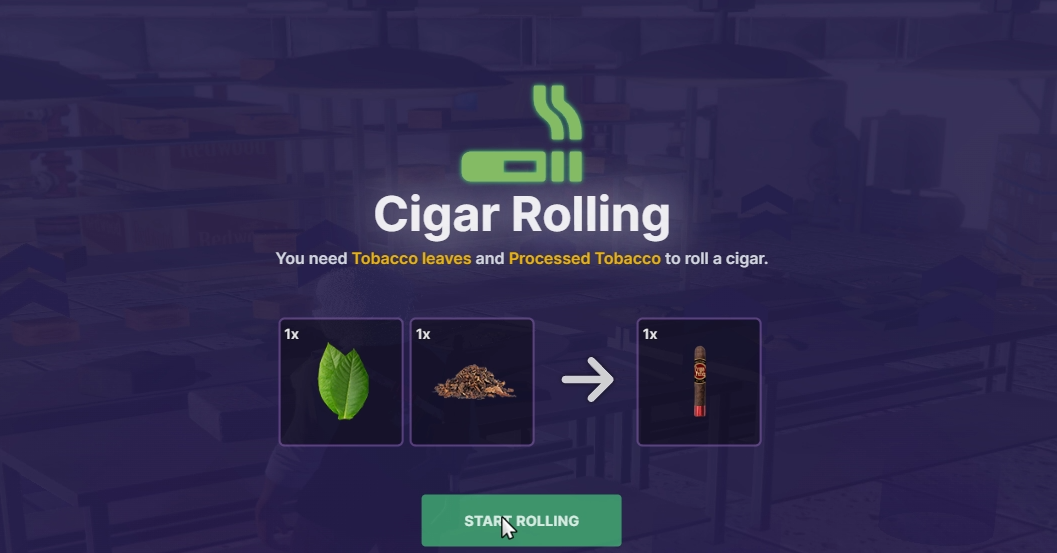 Cigar Rolling
You need Tobacco leaves and Processed Tobacco to roll a cigar.
1x
1x
1x
START ROLLING